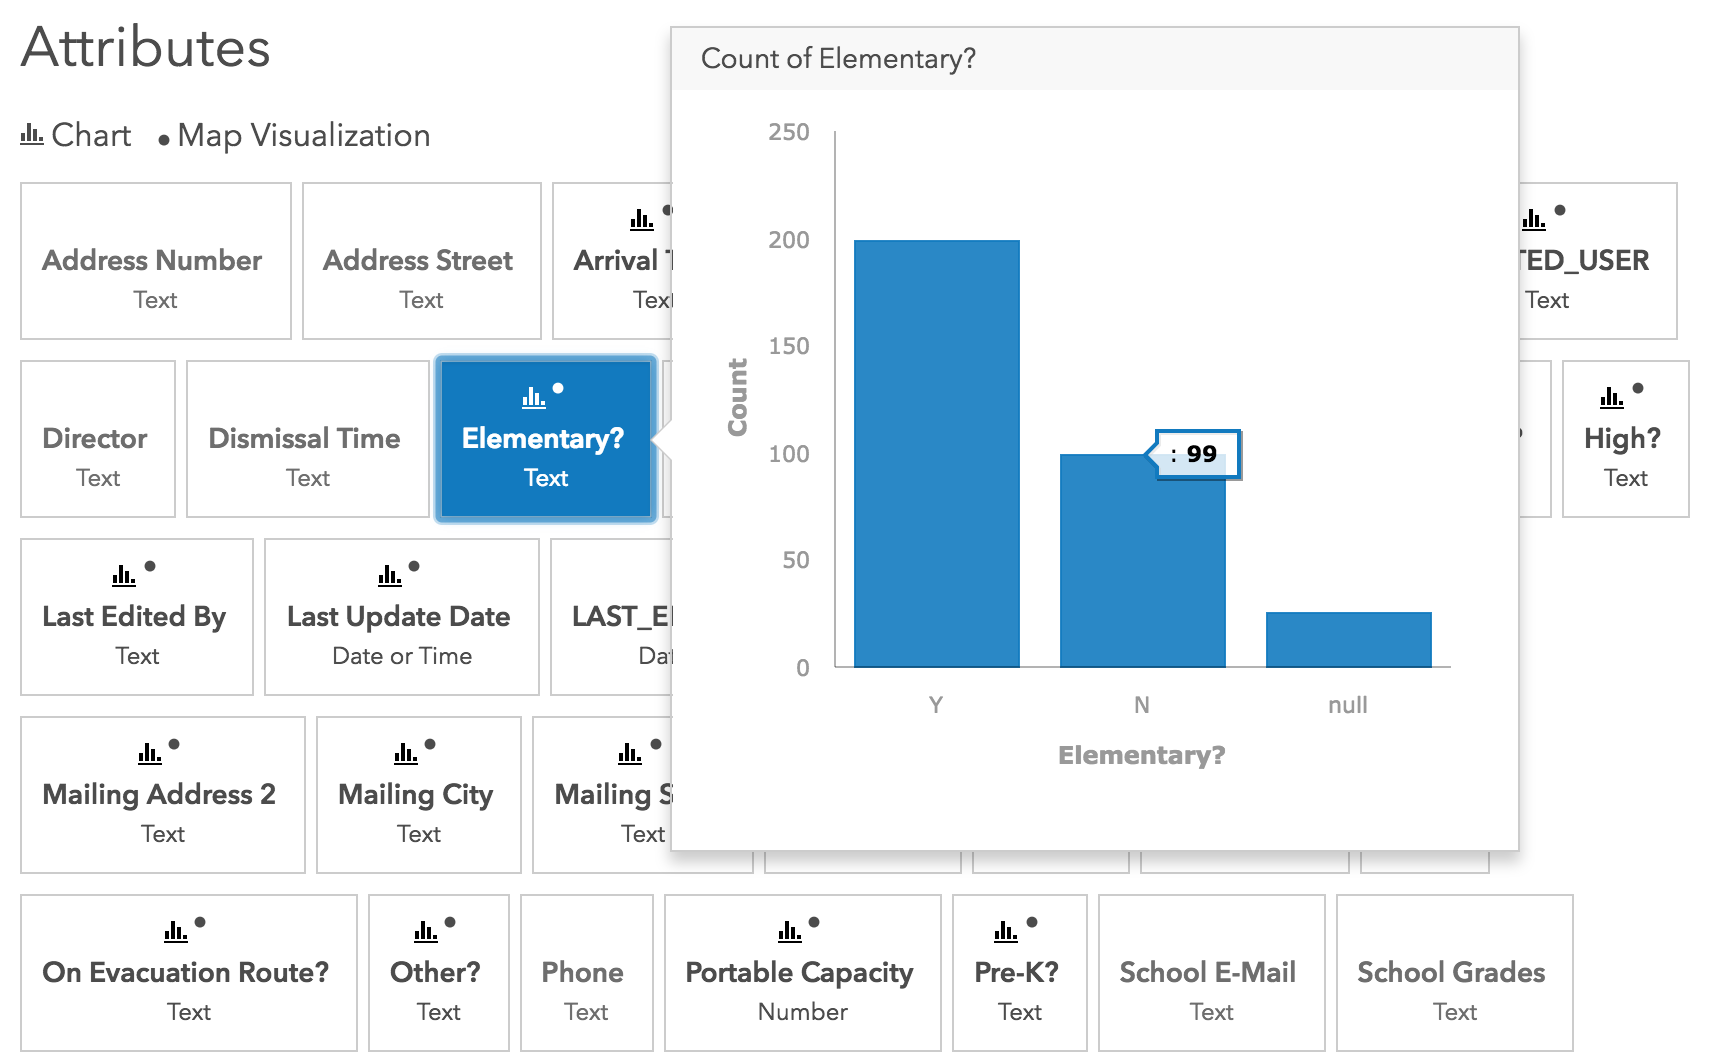 Attributes
Chart Map Visualization
Address Number
Text
Address Street
Text
Arrival
Text
TED_USER
Text
Director
Text
Dismissal Time
Text
Elementary?
Text
High?
Text
Last Edited By
Text
Last Update Date
Date or Time
LAST_E
Da
Mailing Address 2
Text
Mailing City
Text
Mailing S
Text
On Evacuation Route?
Text
Other?
Text
Phone
Text
Portable Capacity
Number
Pre-K?
Text
School E-Mail
Text
School Grades
Text
Count of Elementary?
250
200
150
100
50
0
Count
: 99
Y N null
Elementary?